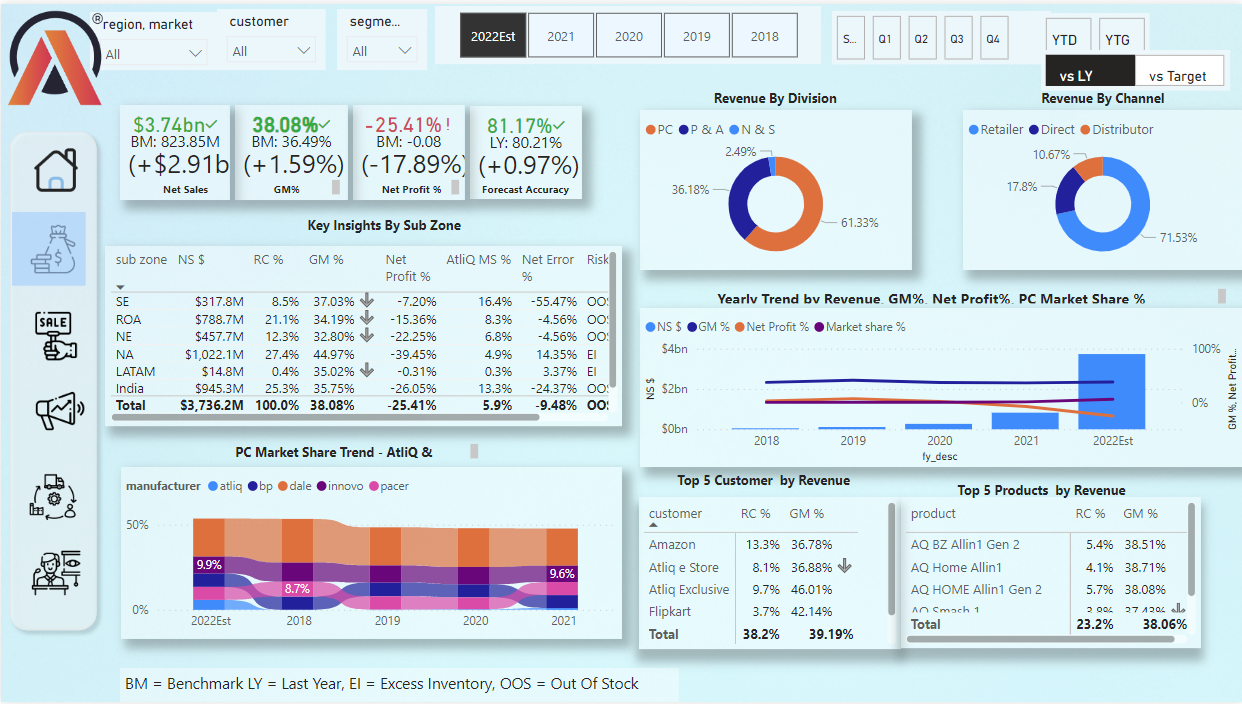 ®
region, market
All
customer
All
segme...
All
2022Est
2021
2020
2019
2018
S...
Q1
Q2
Q3
Q4
YTD
YTG
vs LY
vs Target
$3.74bn✓
BM: 823.85M
(+$2.91b
Net Sales
38.08%✓
BM: 36.49%
(+1.59%)
GM%
-25.41% !
BM: -0.08
(-17.89%)
Net Profit %
81.17%✓
LY: 80.21%
(+0.97%)
Forecast Accuracy
SALE
Key Insights By Sub Zone
sub zone NS $ RC % GM % Net Profit % AtliQ MS % Net Error % Risk
SE $317.8M 8.5% 37.03% -7.20% 16.4% -55.47% OOS
ROA $788.7M 21.1% 34.19% -15.36% 8.3% -4.56% OOS
NE $457.7M 12.3% 32.80% -22.25% 6.8% -4.56% OOS
NA $1,022.1M 27.4% 44.97% -39.45% 4.9% 14.35% EI
LATAM $14.8M 0.4% 35.02% -0.31% 0.3% 3.37% EI
India $945.3M 25.3% 35.75% -26.05% 13.3% -24.37% OOS
Total $3,736.2M 100.0% 38.08% -25.41% 5.9% -9.48% OOS
Revenue By Division
PC P & A N & S
2.49%
36.18%
61.33%
Revenue By Channel
Retailer Direct Distributor
10.67%
17.8%
71.53%
Yearly Trend by Revenue, GM%, Net Profit%, PC Market Share %
NS $ GM % Net Profit % Market share %
$4bn
$2bn
$0bn
NS $
100%
0%
GM %, Net Profit...
2018 2019 2020 2021 2022Est
fy_desc
PC Market Share Trend - AtliQ &
manufacturer atliq bp dale innovo pacer
50%
0%
9.9%
8.7%
9.6%
2022Est 2018 2019 2020 2021
Top 5 Customer by Revenue
customer RC % GM %
Amazon 13.3% 36.78%
Atliq e Store 8.1% 36.88%
Atliq Exclusive 9.7% 46.01%
Flipkart 3.7% 42.14%
Total 38.2% 39.19%
Top 5 Products by Revenue
product RC % GM %
AQ BZ Allin1 Gen 2 5.4% 38.51%
AQ Home Allin1 4.1% 38.71%
AQ HOME Allin1 Gen 2 5.7% 38.08%
AQ Smash 1 3.8% 37.43%
Total 23.2% 38.06%
$ $
BM = Benchmark LY = Last Year, EI = Excess Inventory, OOS = Out Of Stock